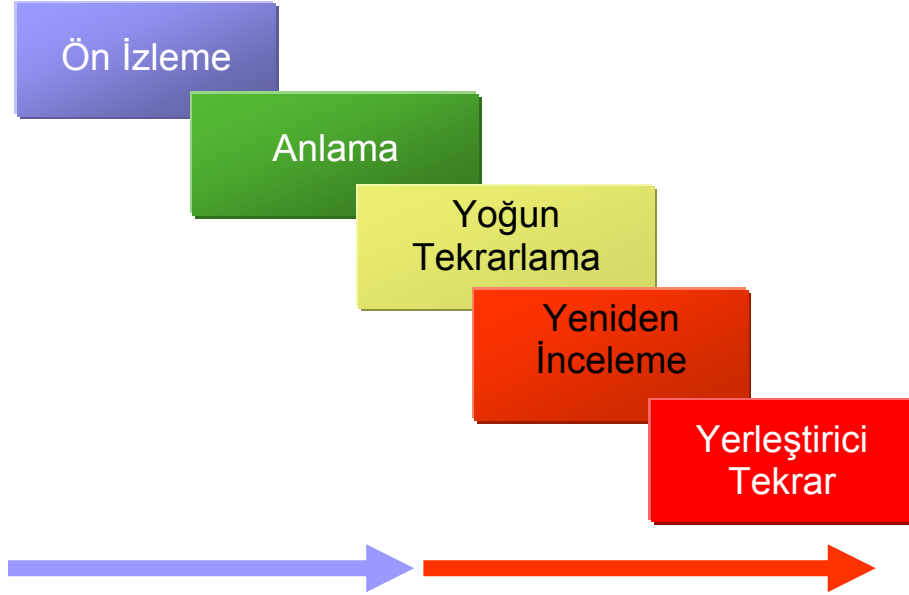 Ön İzleme
Anlama
Yoğun
Tekrarlama
Yeniden
İnceleme
Yerleştirici
Tekrar